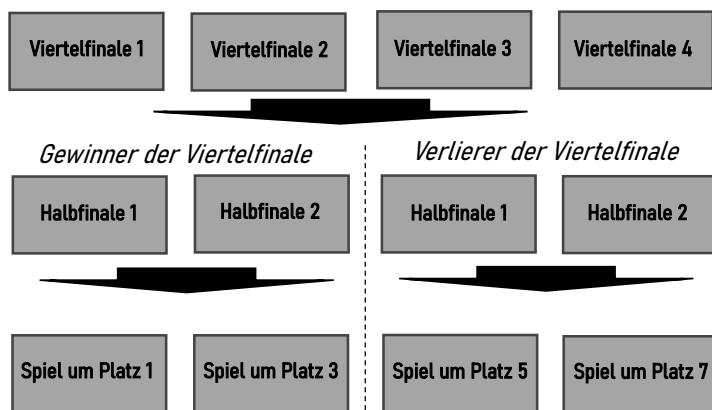 Viertelfinale 1
Viertelfinale 2
Viertelfinale 3
Viertelfinale 4
Gewinner der Viertelfinale
Verlierer der Viertelfinale
Halbfinale 1
Halbfinale 2
Halbfinale 1
Halbfinale 2
Spiel um Platz 1
Spiel um Platz 3
Spiel um Platz 5
Spiel um Platz 7